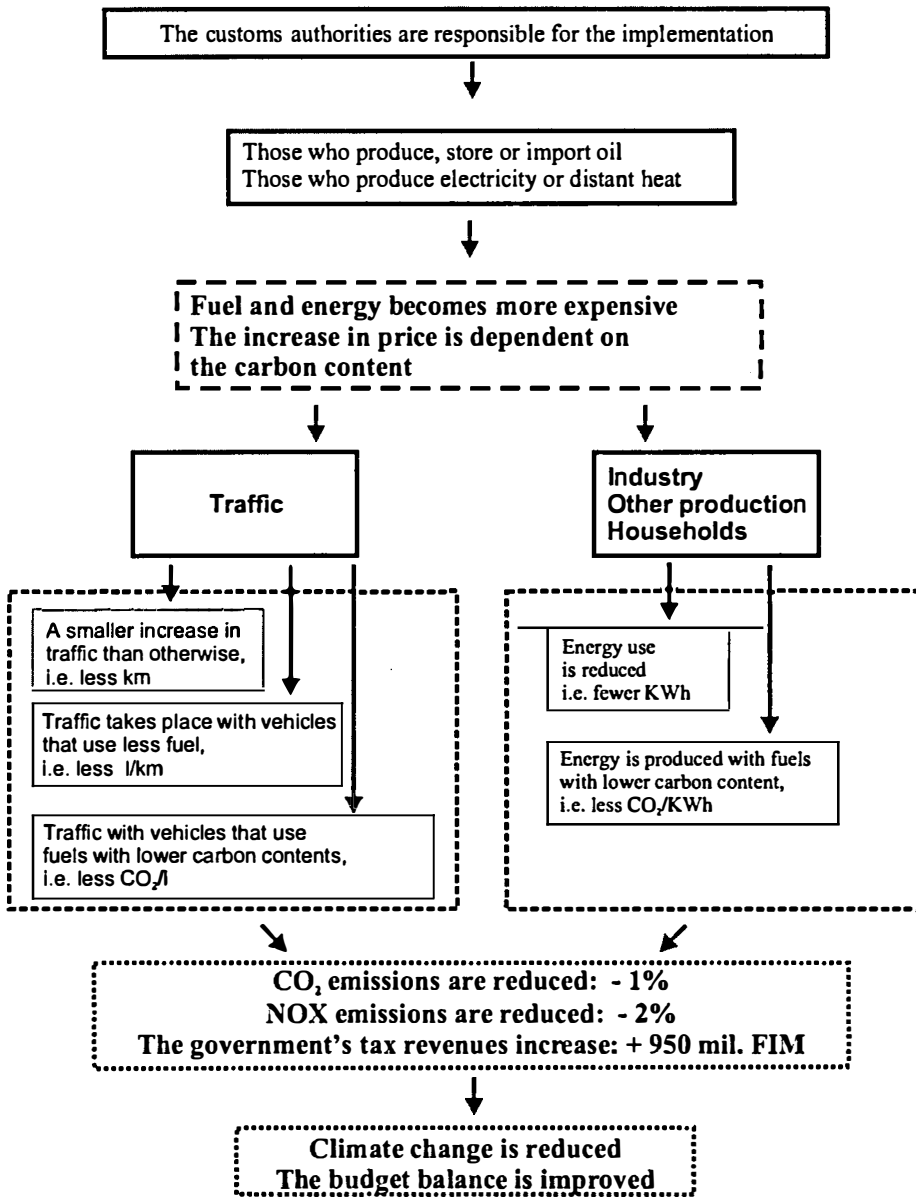 The customs authorities are responsible for the implementation
Those who produce, store or import oil
Those who produce electricity or distant heat
Fuel and energy becomes more expensive
The increase in price is dependent on
the carbon content
Traffic
Industry
Other production
Households
A smaller increase in
traffic than otherwise,
i.e. less km
Traffic takes place with vehicles
that use less fuel,
i.e. less l/km
Traffic with vehicles that use
fuels with lower carbon contents,
i.e. less CO₂/l
Energy use
is reduced
i.e. fewer KWh
Energy is produced with fuels
with lower carbon content,
i.e. less CO₂/KWh
CO₂ emissions are reduced: - 1%
NOX emissions are reduced: - 2%
The government's tax revenues increase: + 950 mil. FIM
Climate change is reduced
The budget balance is improved